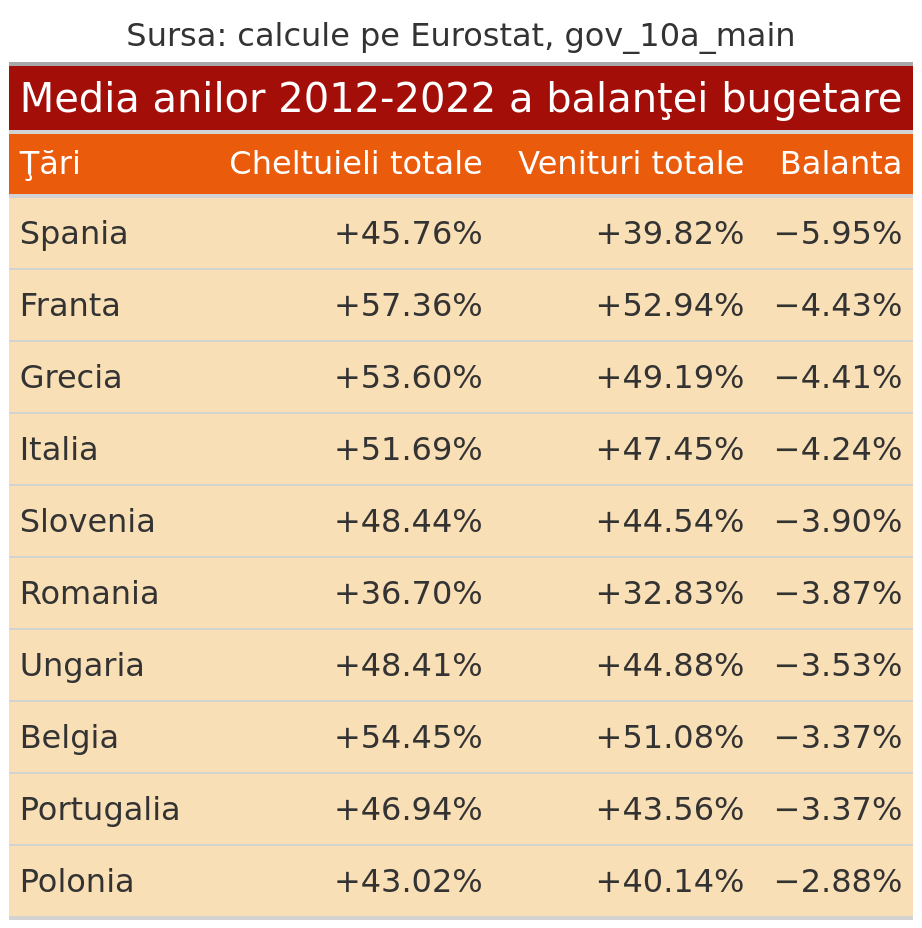 Sursa: calcule pe Eurostat, gov_10a_main
Media anilor 2012-2022 a balanţei bugetare
Ţări Cheltuieli totale Venituri totale Balanta
Spania +45.76% +39.82% −5.95%
Franta +57.36% +52.94% −4.43%
Grecia +53.60% +49.19% −4.41%
Italia +51.69% +47.45% −4.24%
Slovenia +48.44% +44.54% −3.90%
Romania +36.70% +32.83% −3.87%
Ungaria +48.41% +44.88% −3.53%
Belgia +54.45% +51.08% −3.37%
Portugalia +46.94% +43.56% −3.37%
Polonia +43.02% +40.14% −2.88%